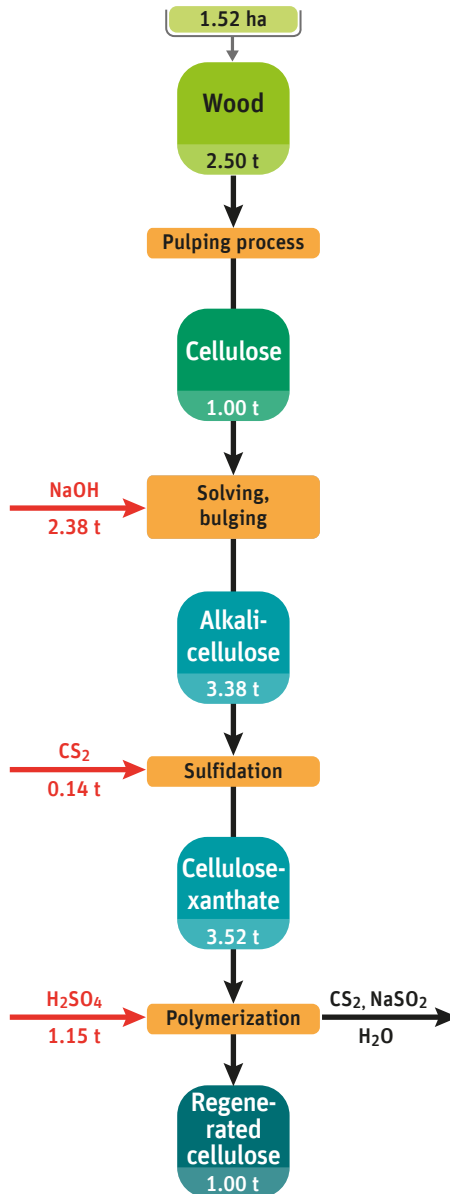 1.52 ha
Wood
2.50 t
Pulping process
Cellulose
1.00 t
NaOH
2.38 t
Solving,
bulging
Alkali-
cellulose
3.38 t
CS₂
0.14 t
Sulfidation
Cellulose-
xanthate
3.52 t
H₂SO₄
1.15 t
Polymerization
CS₂, NaSO₂
H₂O
Regene-
rated
cellulose
1.00 t